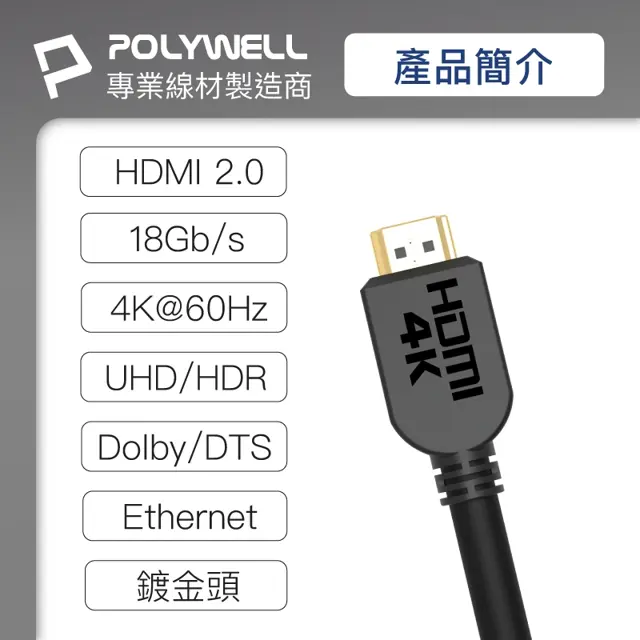 POLYWELL
專業線材製造商
產品簡介
HDMI 2.0
18Gb/s
4K@60Hz
UHD/HDR
Dolby/DTS
Ethernet
鍍金頭
HDMI
4K